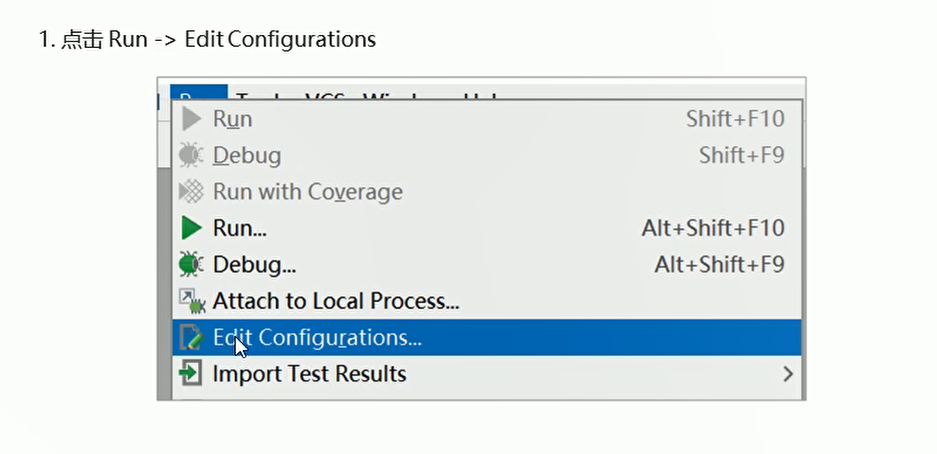 1. 点击 Run -> Edit Configurations
Run Shift+F10
Debug Shift+F9
Run with Coverage
Run... Alt+Shift+F10
Debug... Alt+Shift+F9
Attach to Local Process...
Edit Configurations...
Import Test Results